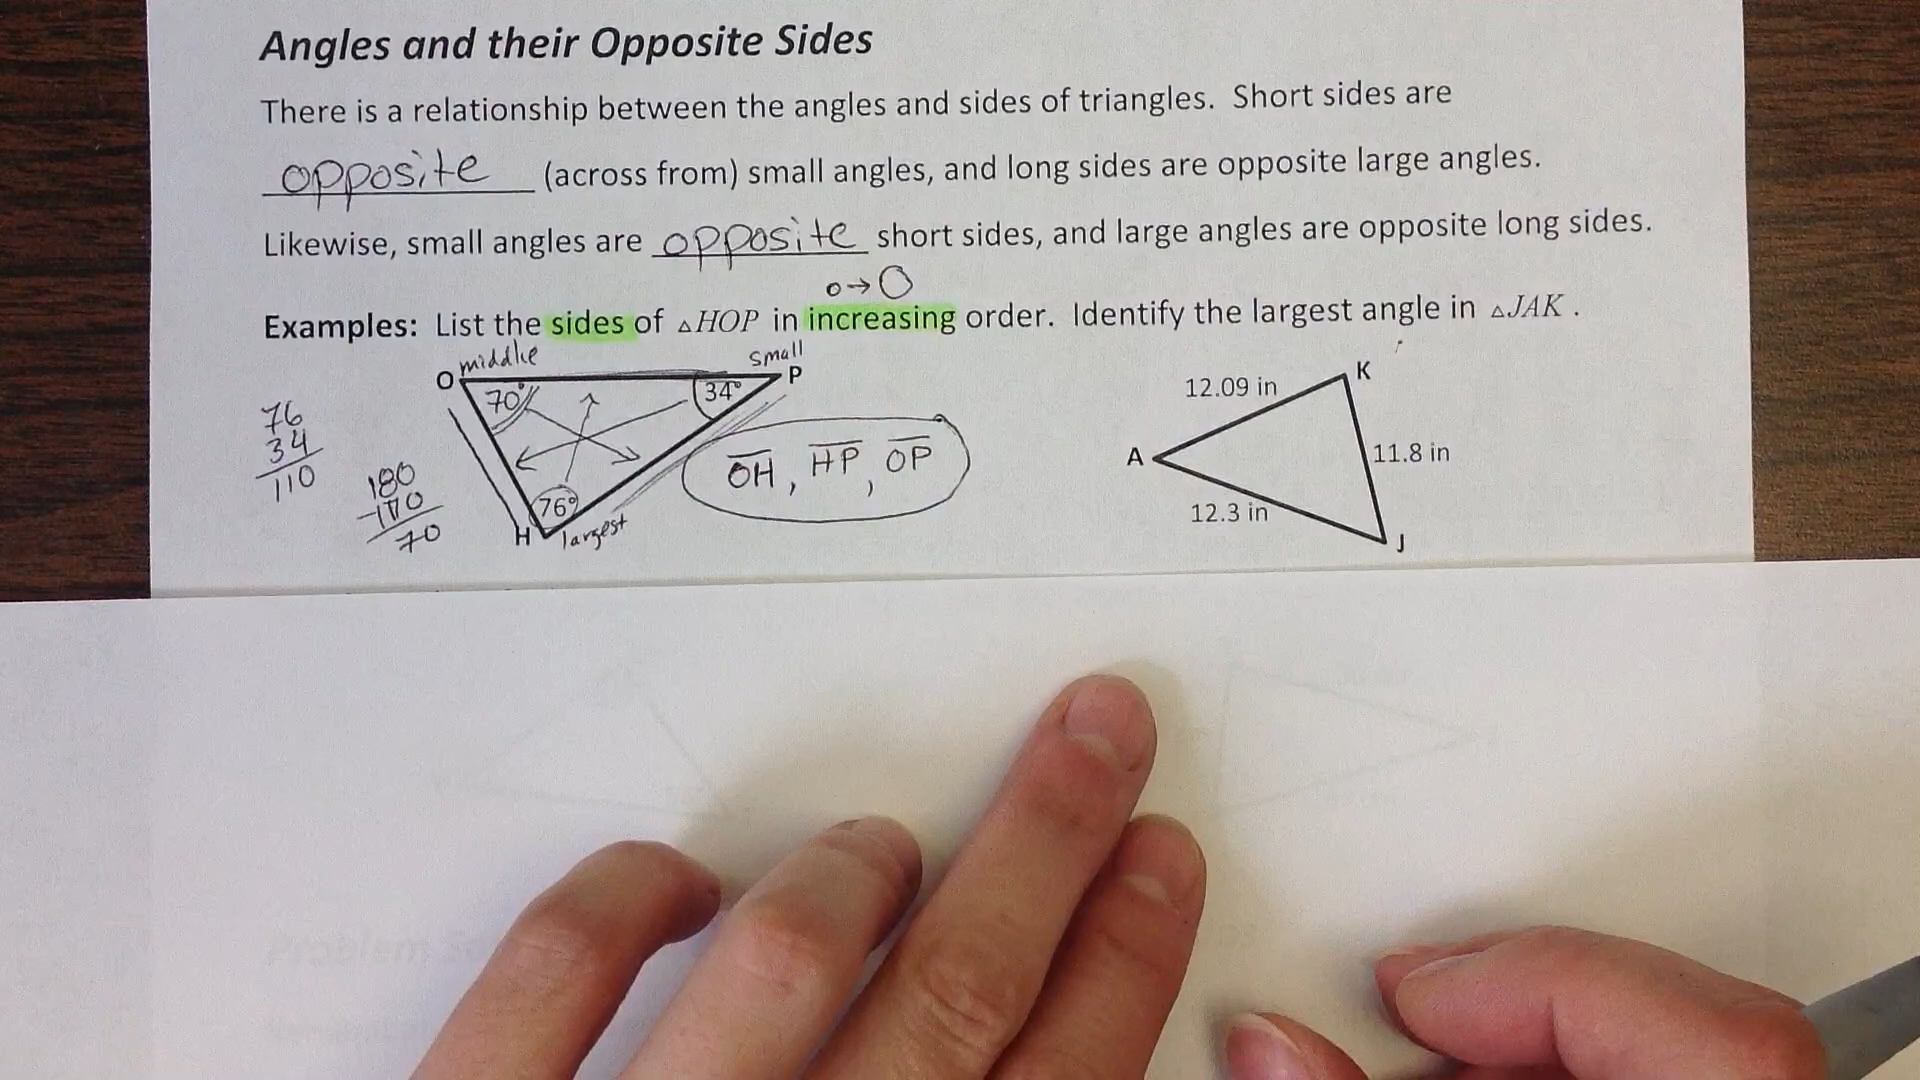 Angles and their Opposite Sides
There is a relationship between the angles and sides of triangles. Short sides are
opposite (across from) small angles, and long sides are opposite large angles.
Likewise, small angles are opposite short sides, and large angles are opposite long sides.
o→O
Examples: List the sides of △HOP in increasing order. Identify the largest angle in △JAK .
middle
small
O
P
70°
34°
76
34
110
180
-110
70
76°
H
largest
OH, HP, OP
K
12.09 in
A
11.8 in
12.3 in
J